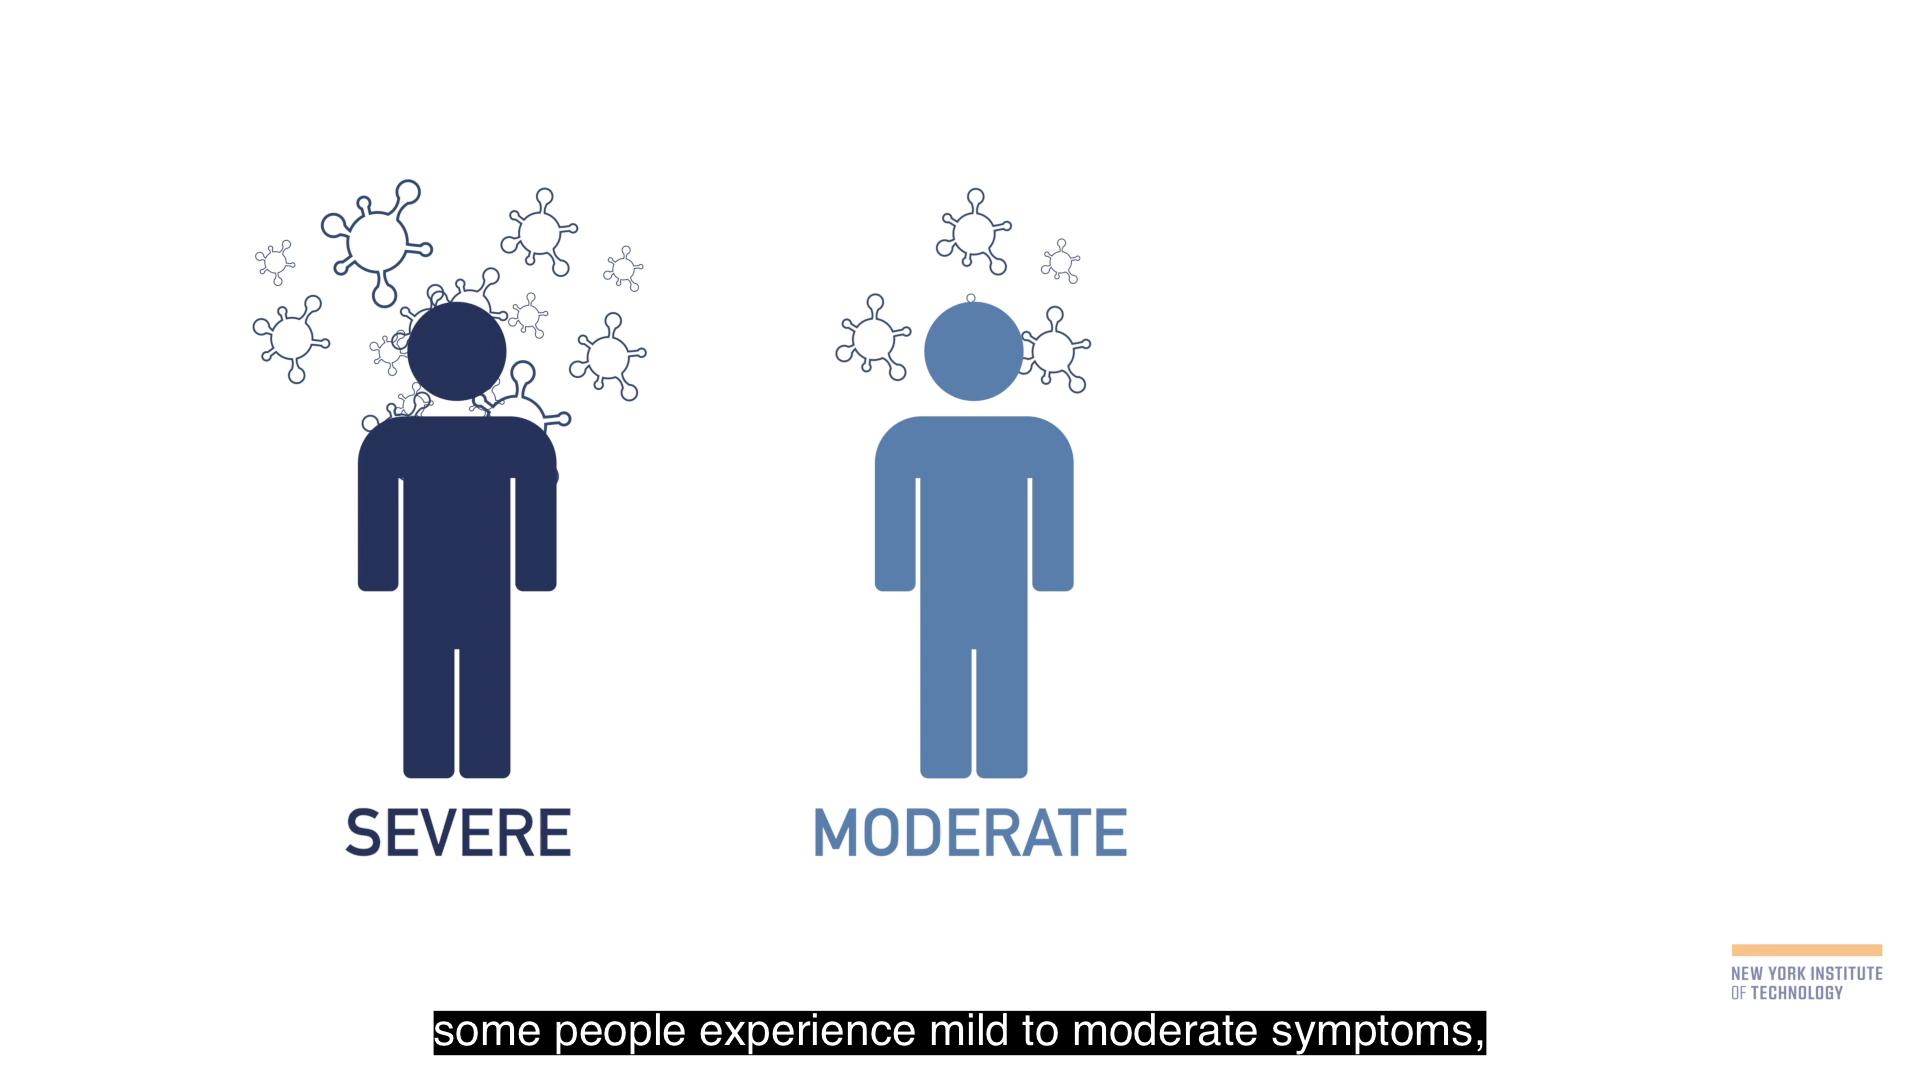 SEVERE
MODERATE
NEW YORK INSTITUTE
OF TECHNOLOGY
some people experience mild to moderate symptoms,